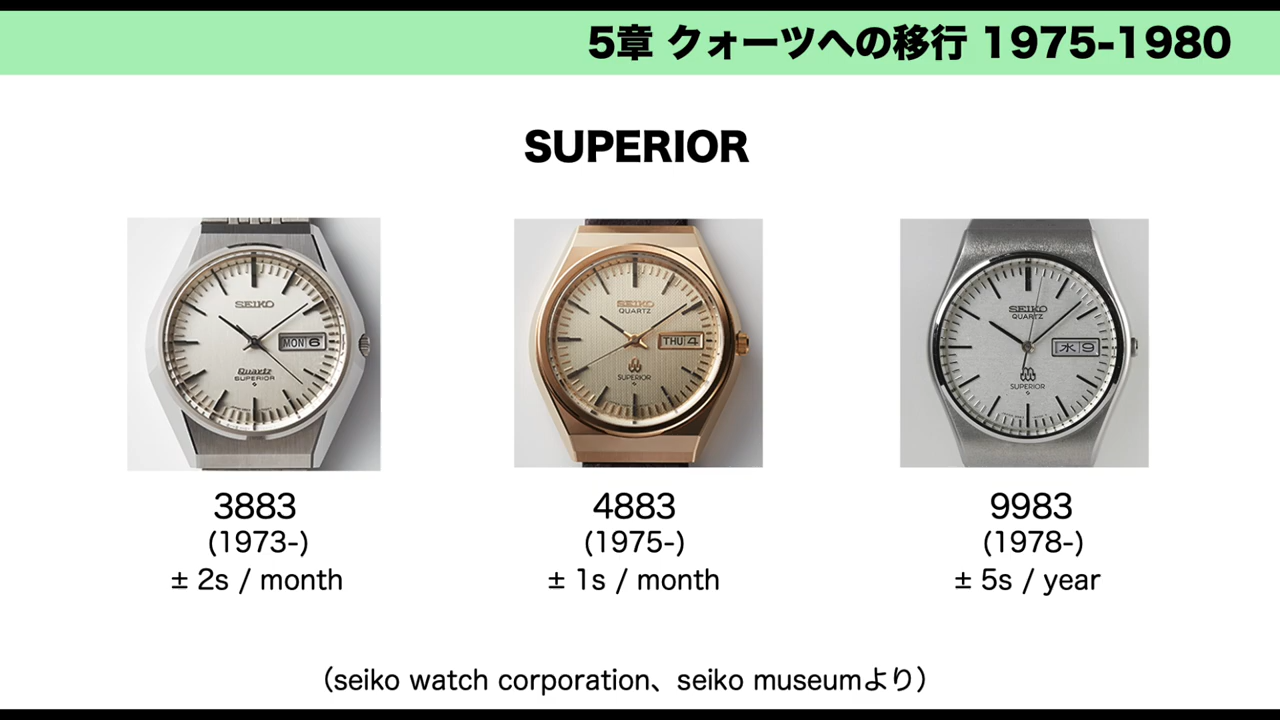 5章 クォーツへの移行 1975-1980
SUPERIOR
SEIKO
MON 6
Quartz
SUPERIOR
SEIKO
QUARTZ
THU 4
SUPERIOR
SEIKO
QUARTZ
水 9
SUPERIOR
3883
(1973-)
± 2s / month
4883
(1975-)
± 1s / month
9983
(1978-)
± 5s / year
（seiko watch corporation、seiko museumより）